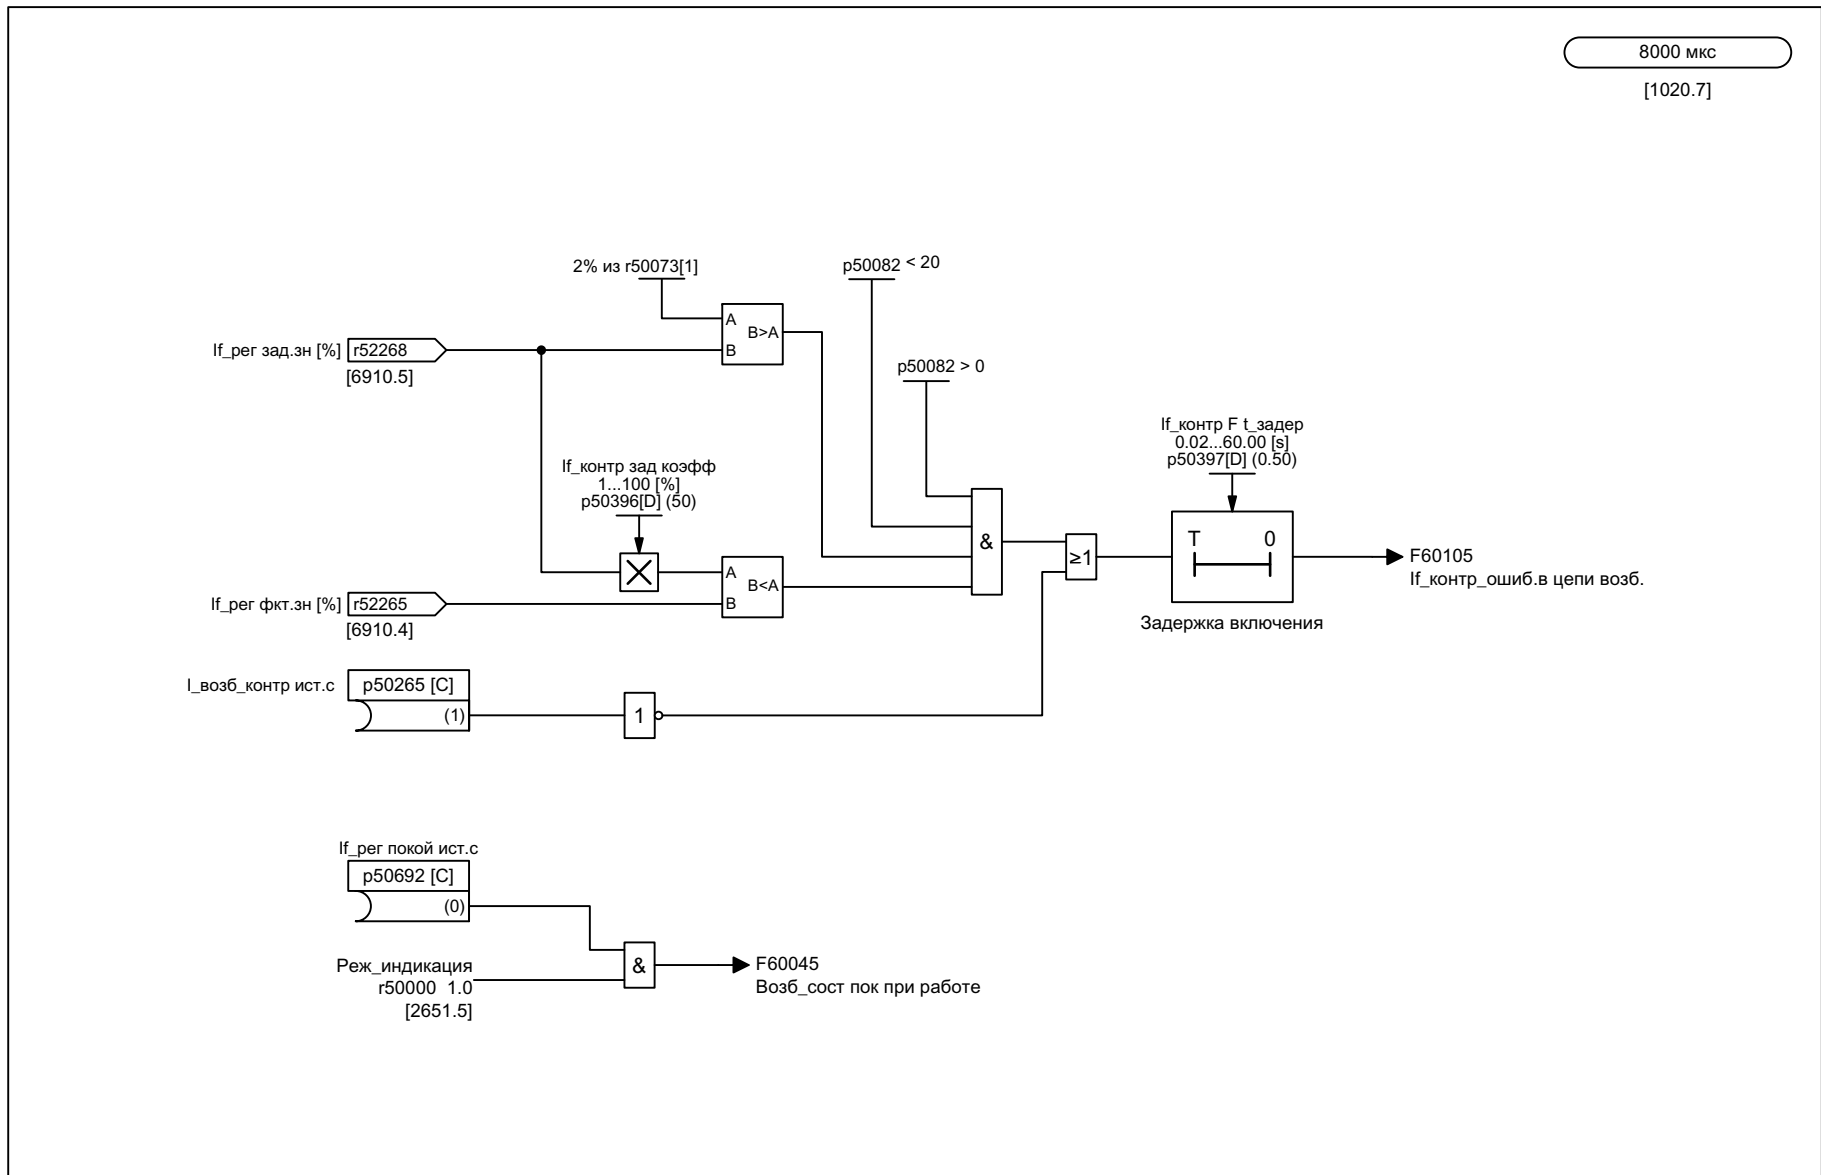 8000 мкс
[1020.7]
2% из r50073[1]
p50082 < 20
A
B>A
B
If_рег зад.зн [%]
r52268
[6910.5]
p50082 > 0
If_контр F t_задер
0.02...60.00 [s]
p50397[D] (0.50)
If_контр зад коэфф
1...100 [%]
p50396[D] (50)
T
0
&
≥1
F60105
If_контр_ошиб.в цепи возб.
A
B<A
B
If_рег фкт.зн [%]
r52265
[6910.4]
Задержка включения
I_возб_контр ист.с
p50265 [C]
(1)
1
If_рег покой ист.с
p50692 [C]
(0)
Реж_индикация
r50000 1.0
[2651.5]
&
F60045
Возб_сост пок при работе